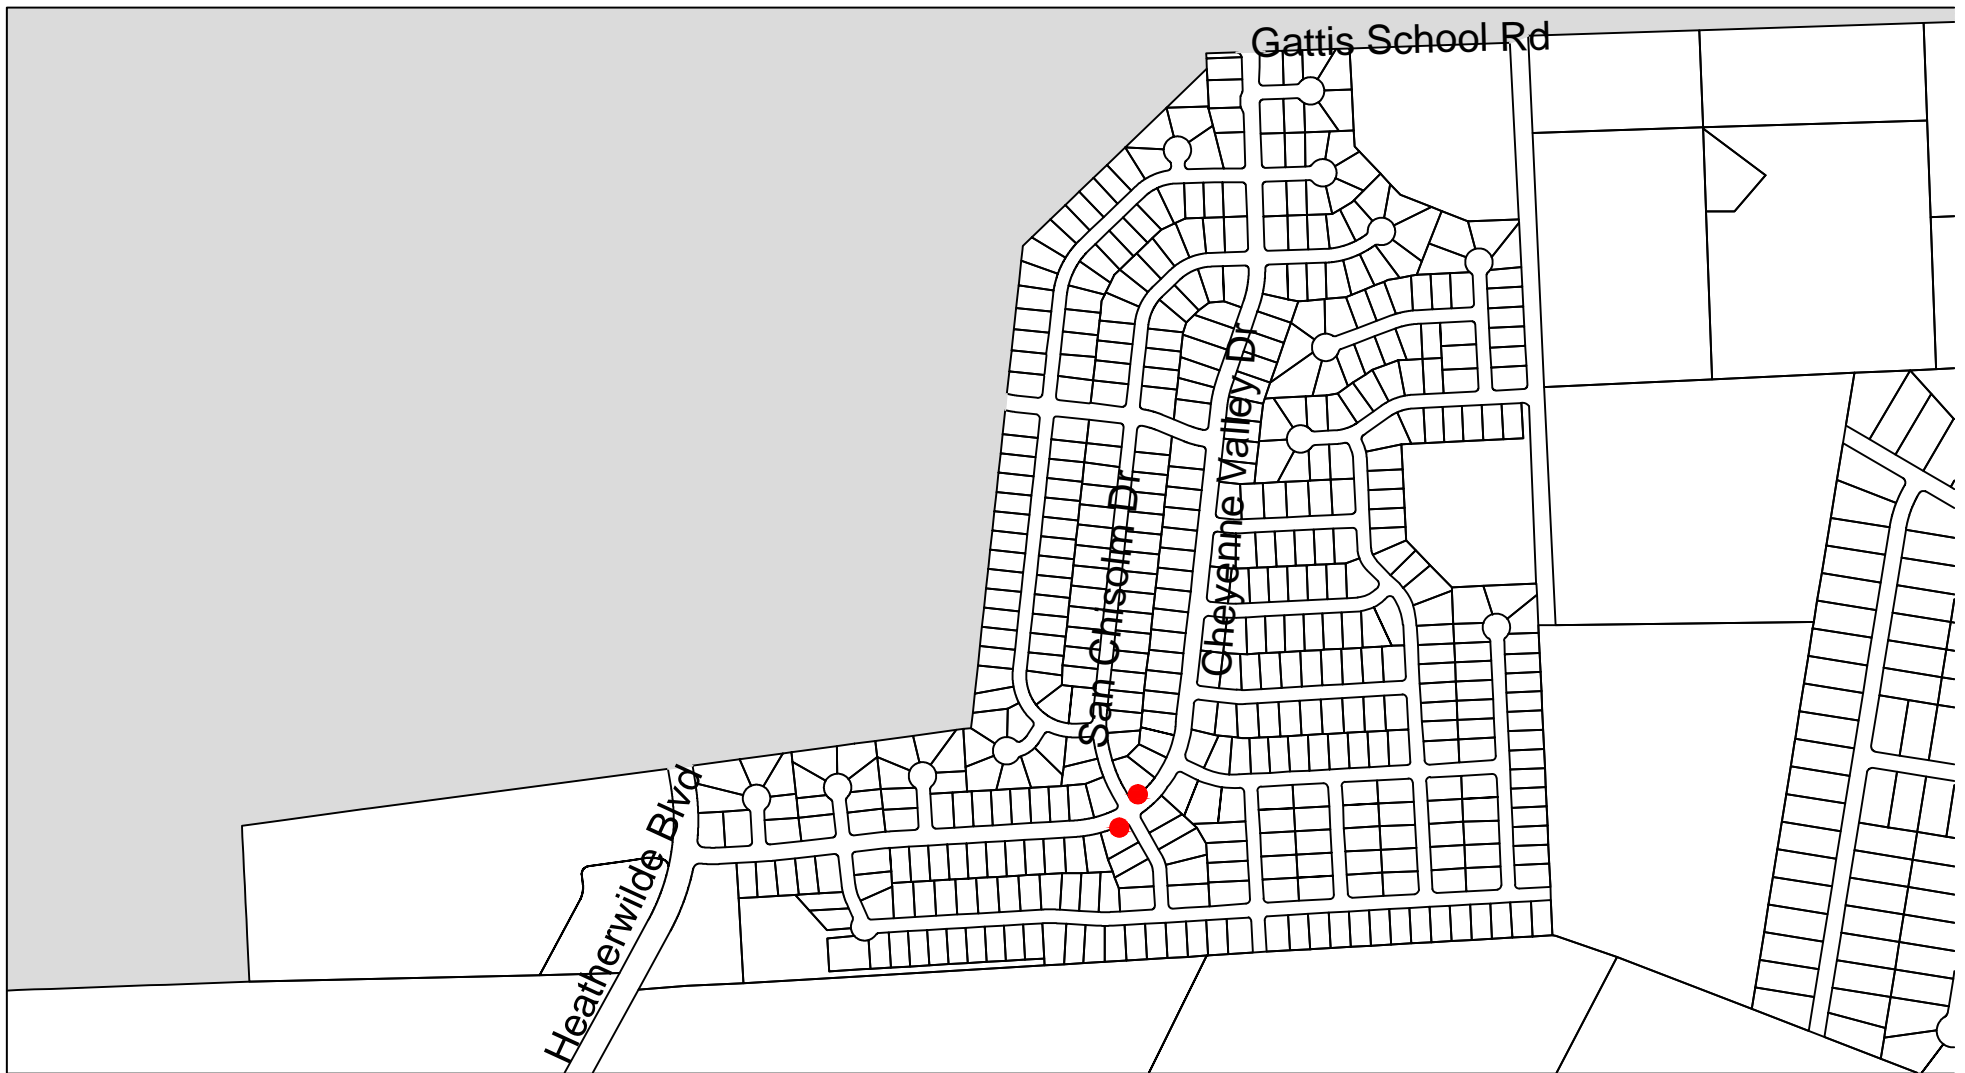 Gattis School Rd
Cheyenne Valley Dr
San Chisolm Dr
Heatherwilde Blvd